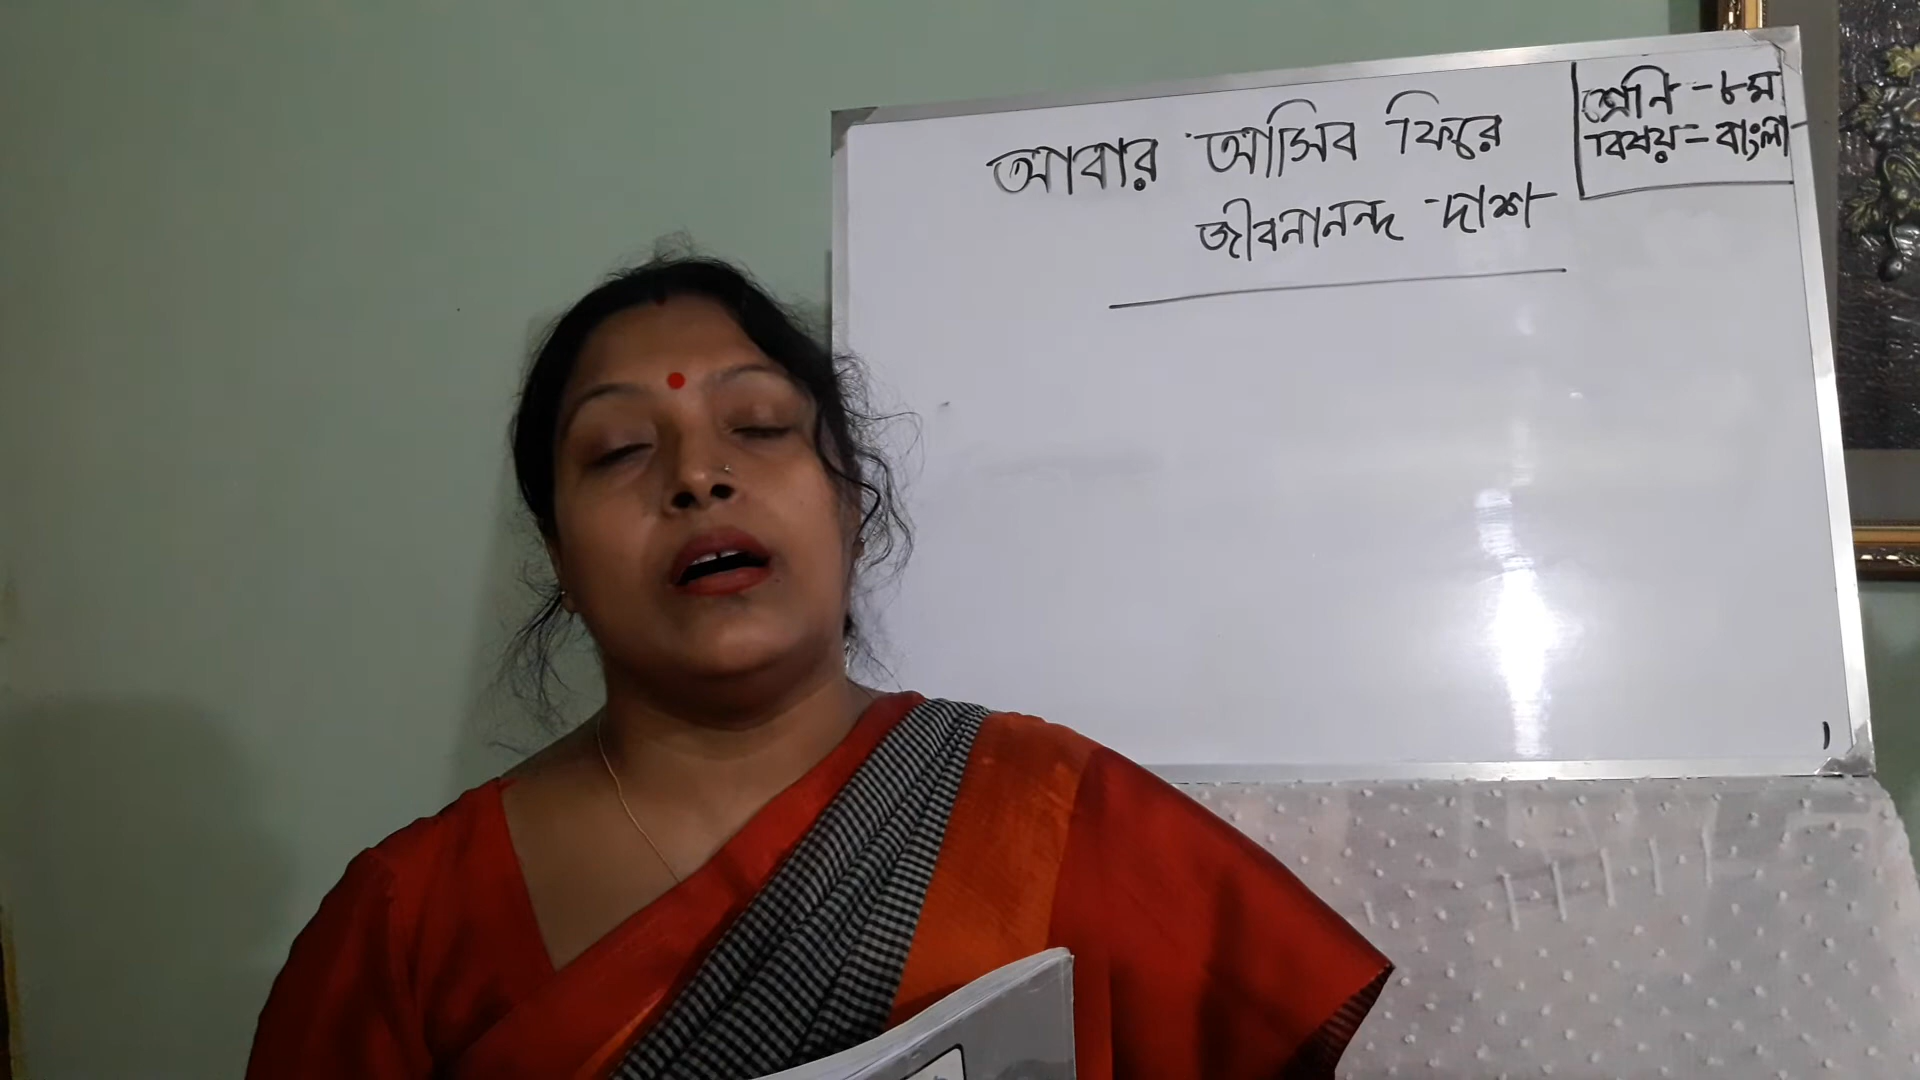 আবার আসিব ফিরে
জীবনানন্দ দাশ
শ্রেনি - ৮ম
বিষয় = বাংলা